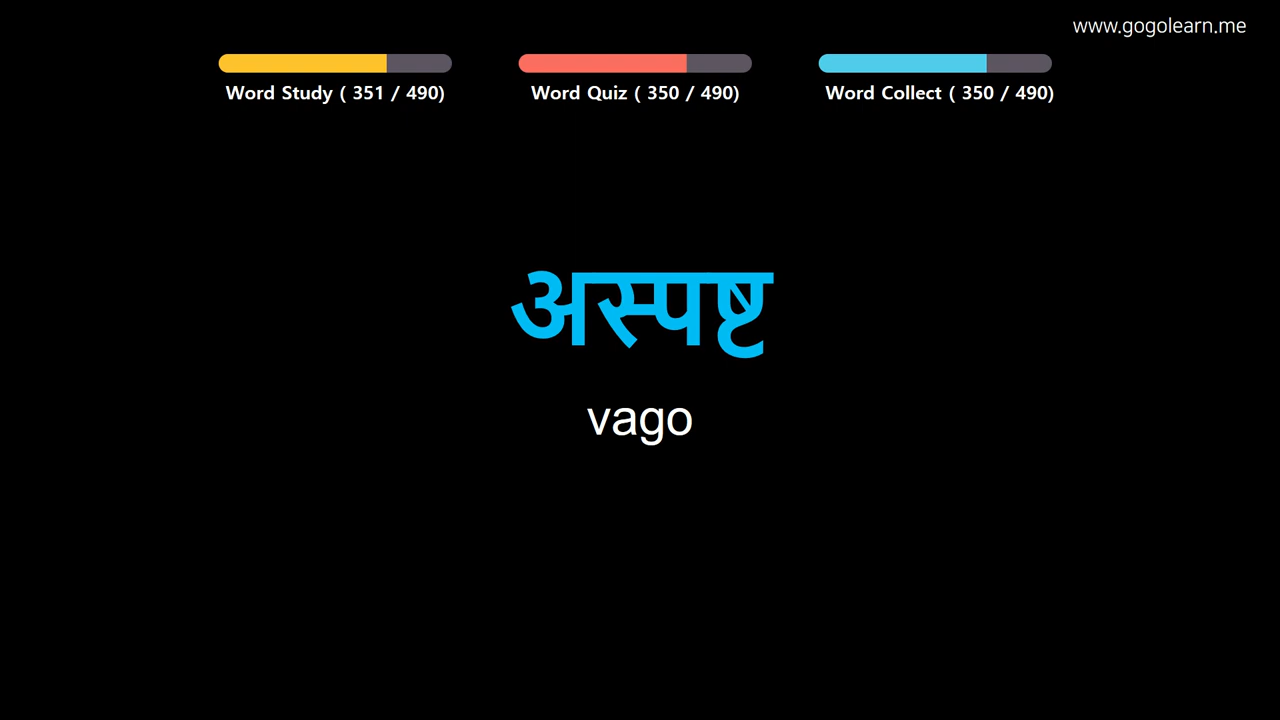 www.gogolearn.me
Word Study ( 351 / 490)
Word Quiz ( 350 / 490)
Word Collect ( 350 / 490)
अस्पष्ट
vago